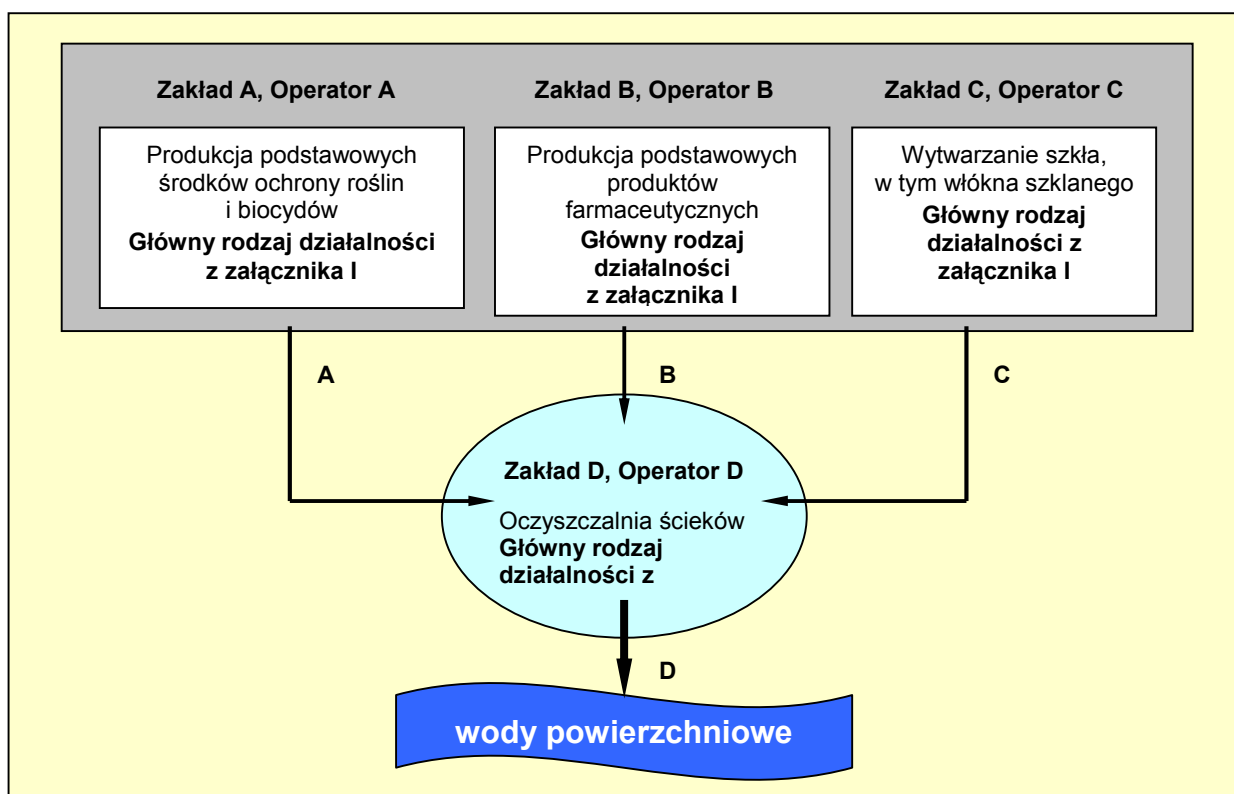 Zakład A, Operator A
Produkcja podstawowych
środków ochrony roślin
i biocydów
Główny rodzaj działalności
z załącznika I
Zakład B, Operator B
Produkcja podstawowych
produktów
farmaceutycznych
Główny rodzaj
działalności
z załącznika I
Zakład C, Operator C
Wytwarzanie szkła,
w tym włókna szklanego
Główny rodzaj
działalności z
załącznika I
A
B
C
Zakład D, Operator D
Oczyszczalnia ścieków
Główny rodzaj
działalności z
D
wody powierzchniowe